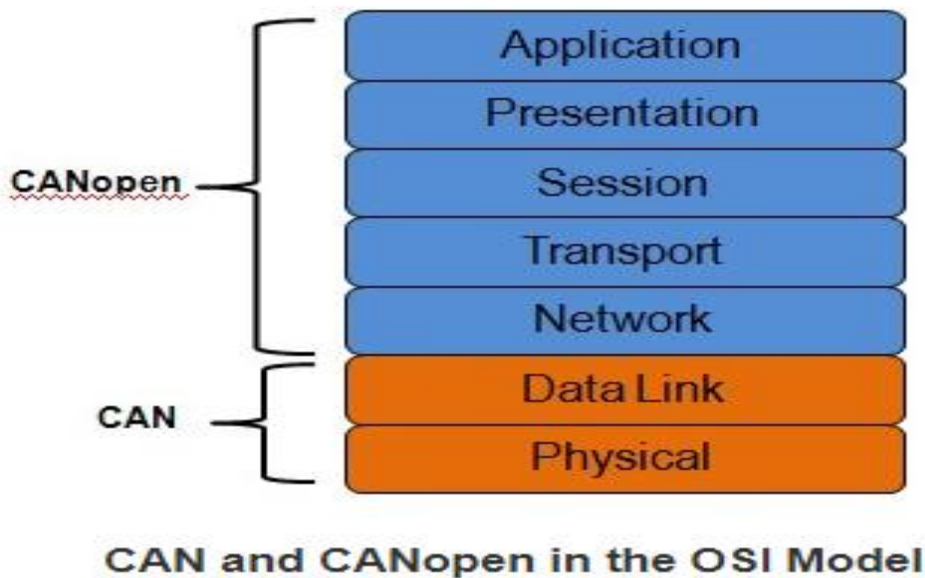 Application
Presentation
CANopen
Session
Transport
Network
Data Link
CAN
Physical
CAN and CANopen in the OSI Model